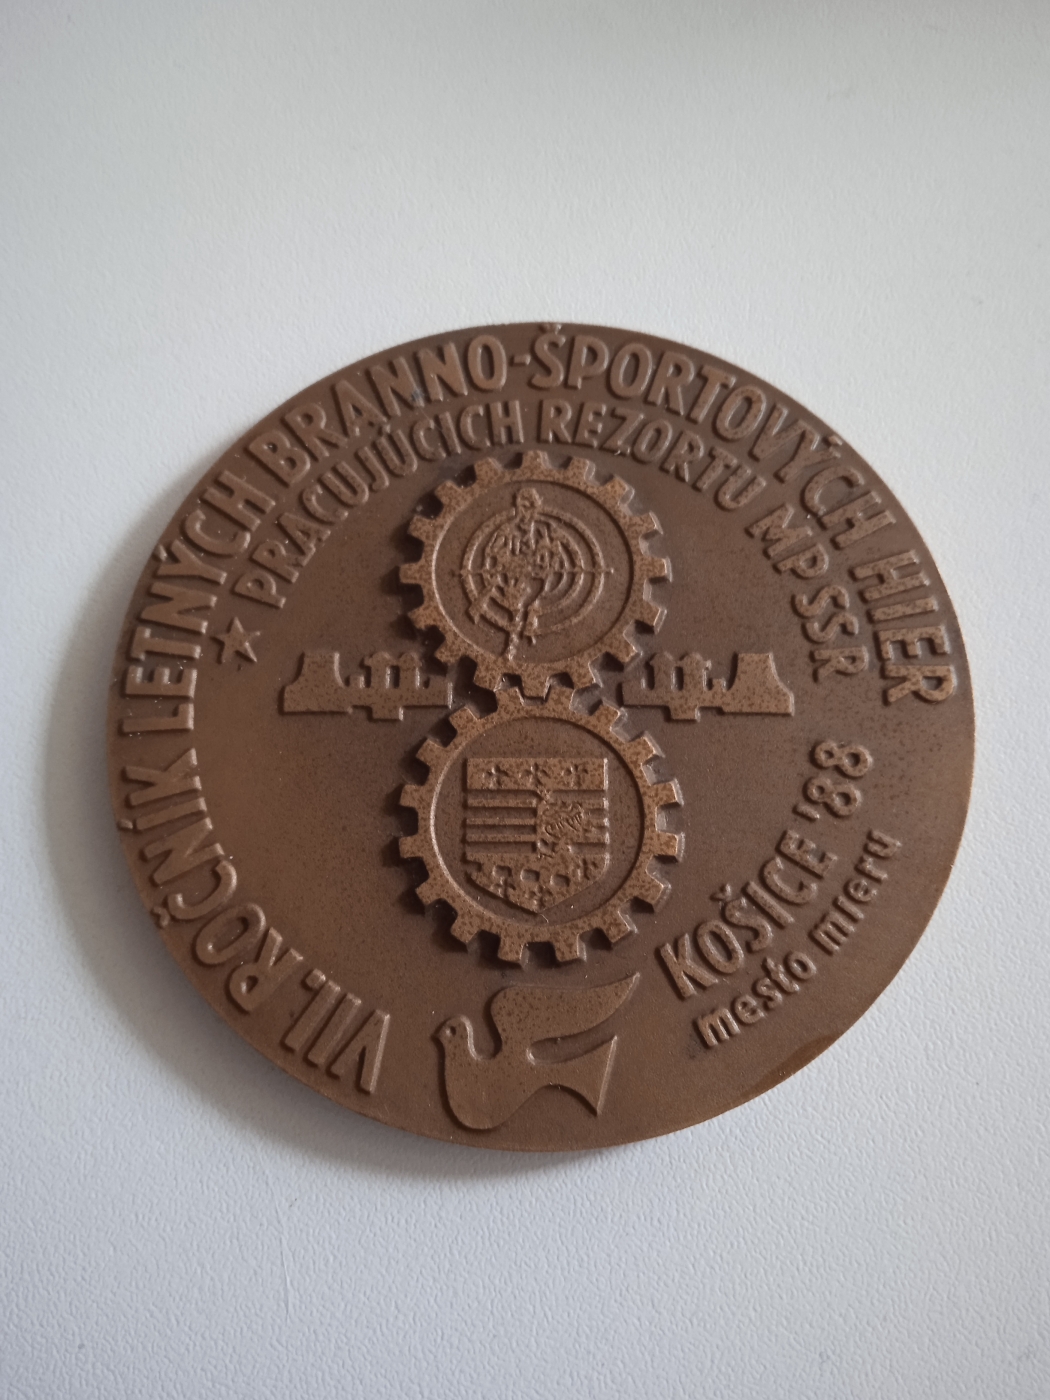 VII. ROČNÍK LETNÝCH BRANNO-ŠPORTOVÝCH HIER
PRACUJÚCICH REZORTU MP SSR
KOŠICE '88
mesto mieru